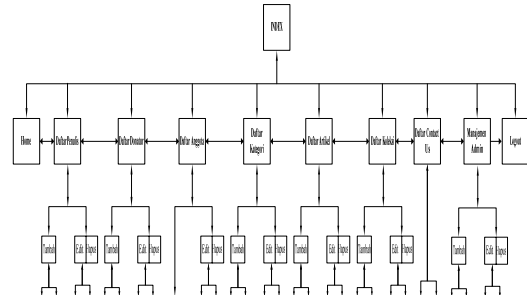 INDEX
Home
Daftar Penulis
Daftar Donatur
Daftar Anggota
Daftar
Kategori
Daftar Artikel
Daftar Koleksi
Daftar Contact
Us
Manajemen
Admin
Logout
Tambah
Edit
Hapus
Tambah
Edit
Hapus
Edit
Hapus
Tambah
Edit
Hapus
Tambah
Edit
Hapus
Tambah
Edit
Hapus
Tambah
Edit
Hapus